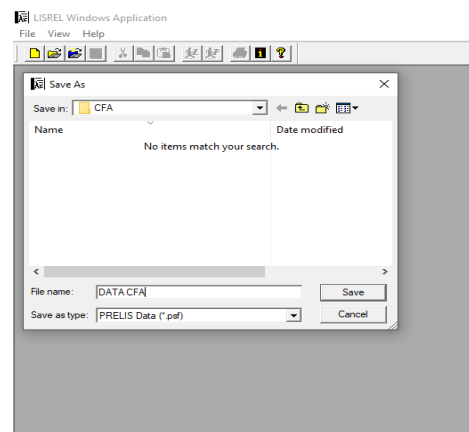 LISREL Windows Application
File View Help
Save As
Save in: CFA
Name Date modified
No items match your search.
File name: DATA CFA Save
Save as type: PRELIS Data (*.psf) Cancel